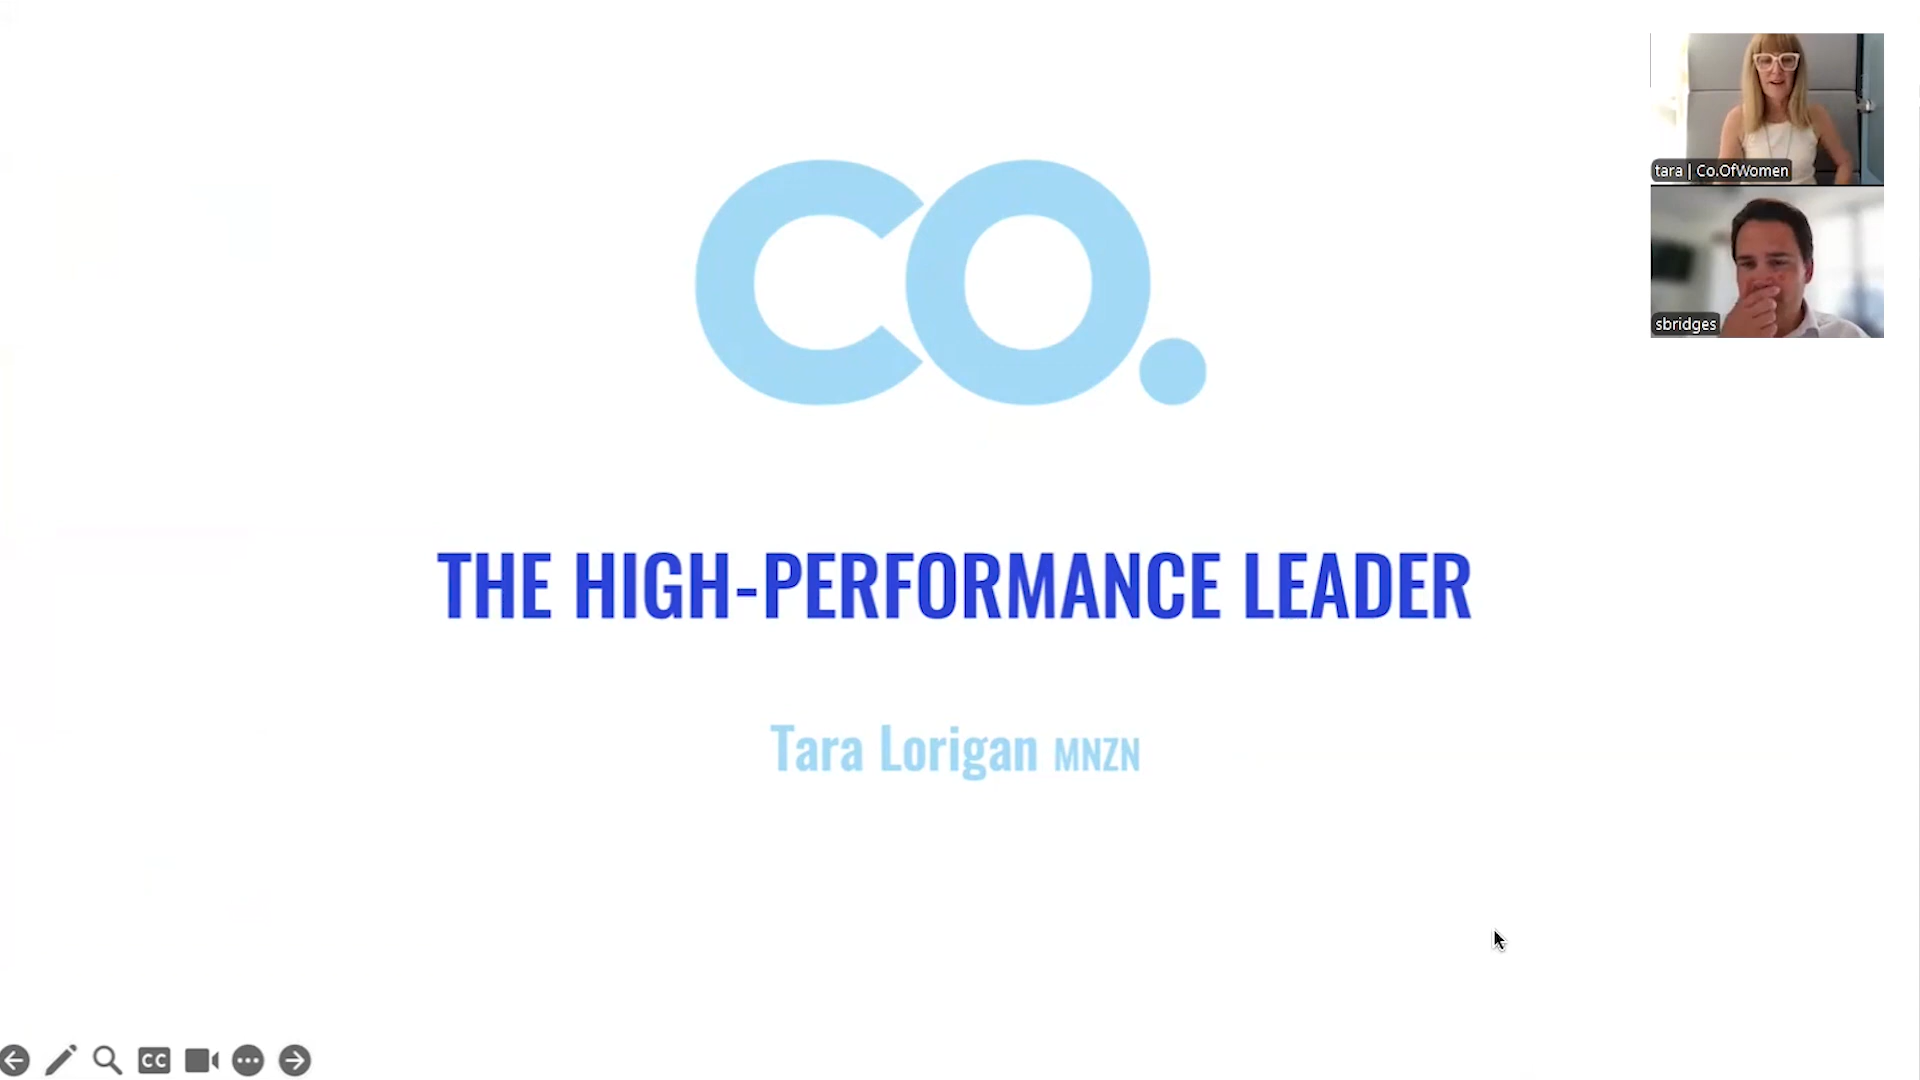 tara | Co.OfWomen
sbridges
CO.
THE HIGH-PERFORMANCE LEADER
Tara Lorigan MNZN
CC